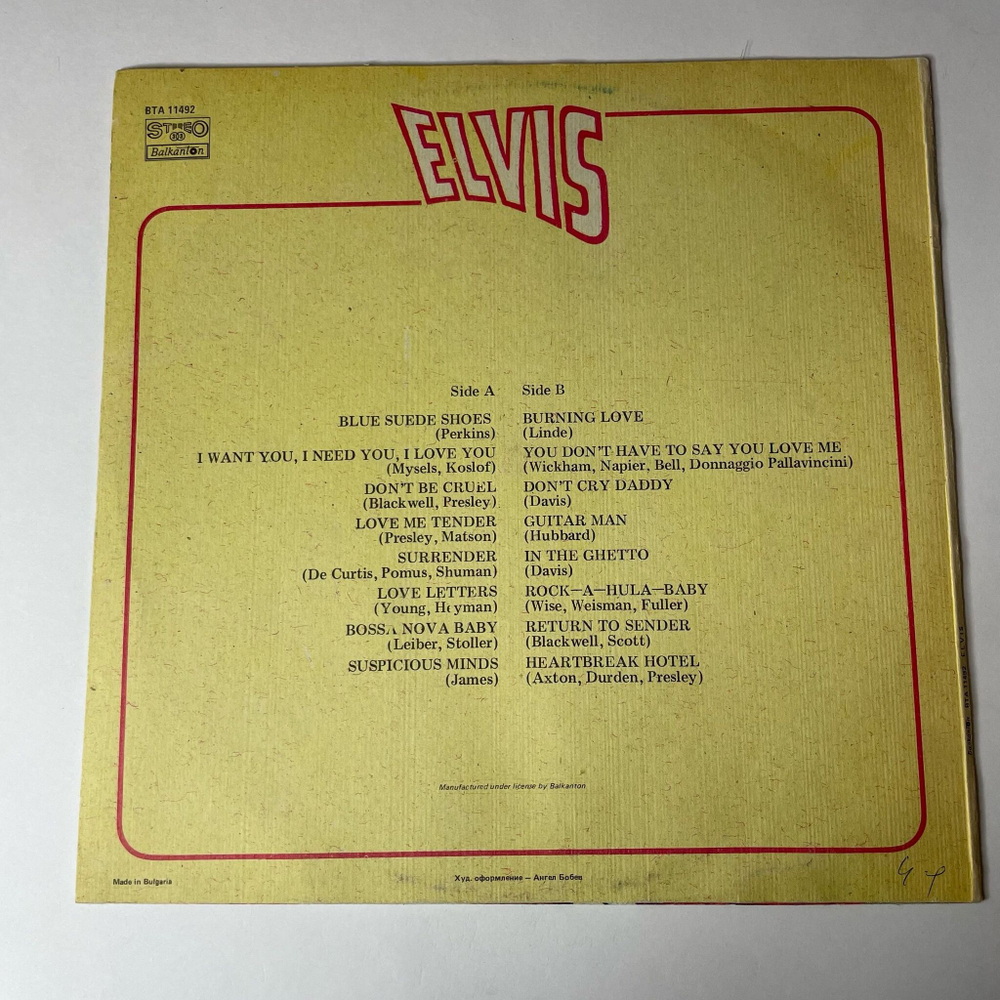 BTA 11492
STEREO
Balkanton
ELVIS
Side A
BLUE SUEDE SHOES
(Perkins)
I WANT YOU, I NEED YOU, I LOVE YOU
(Mysels, Koslof)
DON'T BE CRUEL
(Blackwell, Presley)
LOVE ME TENDER
(Presley, Matson)
SURRENDER
(De Curtis, Pomus, Shuman)
LOVE LETTERS
(Young, Heyman)
BOSSA NOVA BABY
(Leiber, Stoller)
SUSPICIOUS MINDS
(James)
Side B
BURNING LOVE
(Linde)
YOU DON'T HAVE TO SAY YOU LOVE ME
(Wickham, Napier, Bell, Donnaggio Pallavincini)
DON'T CRY DADDY
(Davis)
GUITAR MAN
(Hubbard)
IN THE GHETTO
(Davis)
ROCK—A—HULA—BABY
(Wise, Weisman, Fuller)
RETURN TO SENDER
(Blackwell, Scott)
HEARTBREAK HOTEL
(Axton, Durden, Presley)
Manufactured under license by Balkanton
Made in Bulgaria
Худ. оформление — Ангел Бобев
BTA 11492 ELVIS